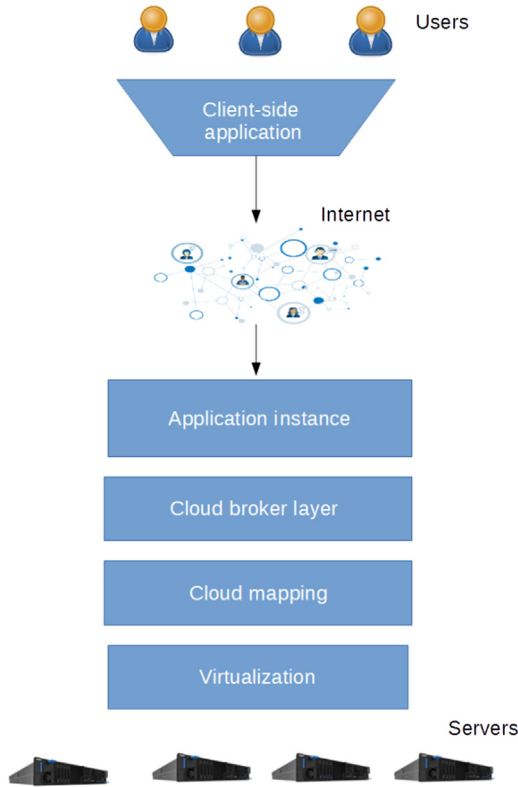 Users
Client-side
application
Internet
Application instance
Cloud broker layer
Cloud mapping
Virtualization
Servers